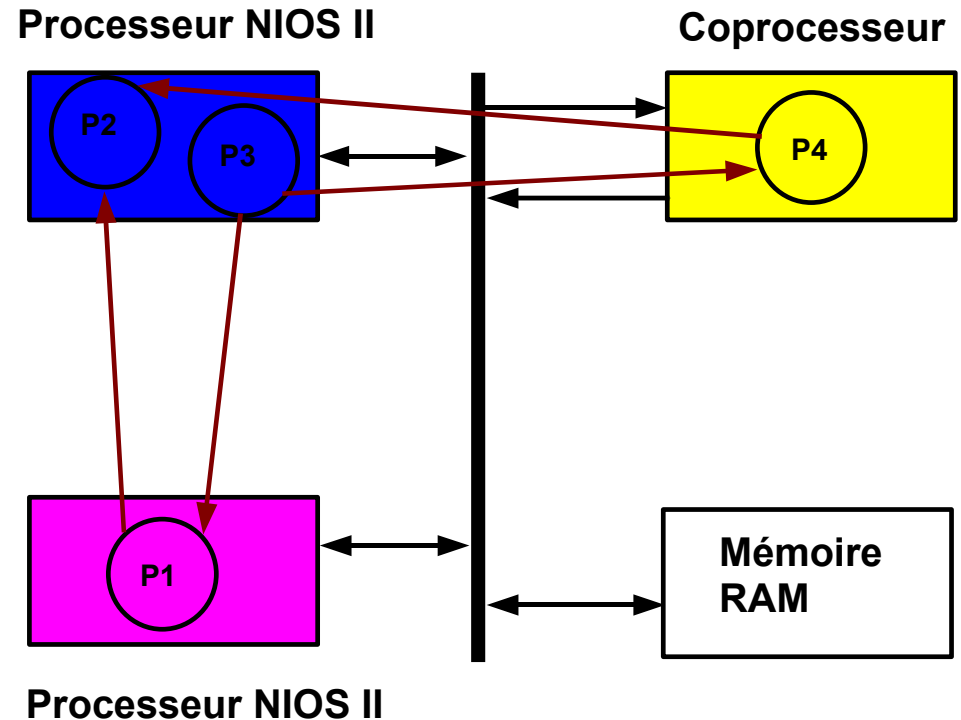 Processeur NIOS II
Coprocesseur
P2
P3
P4
P1
Mémoire
RAM
Processeur NIOS II